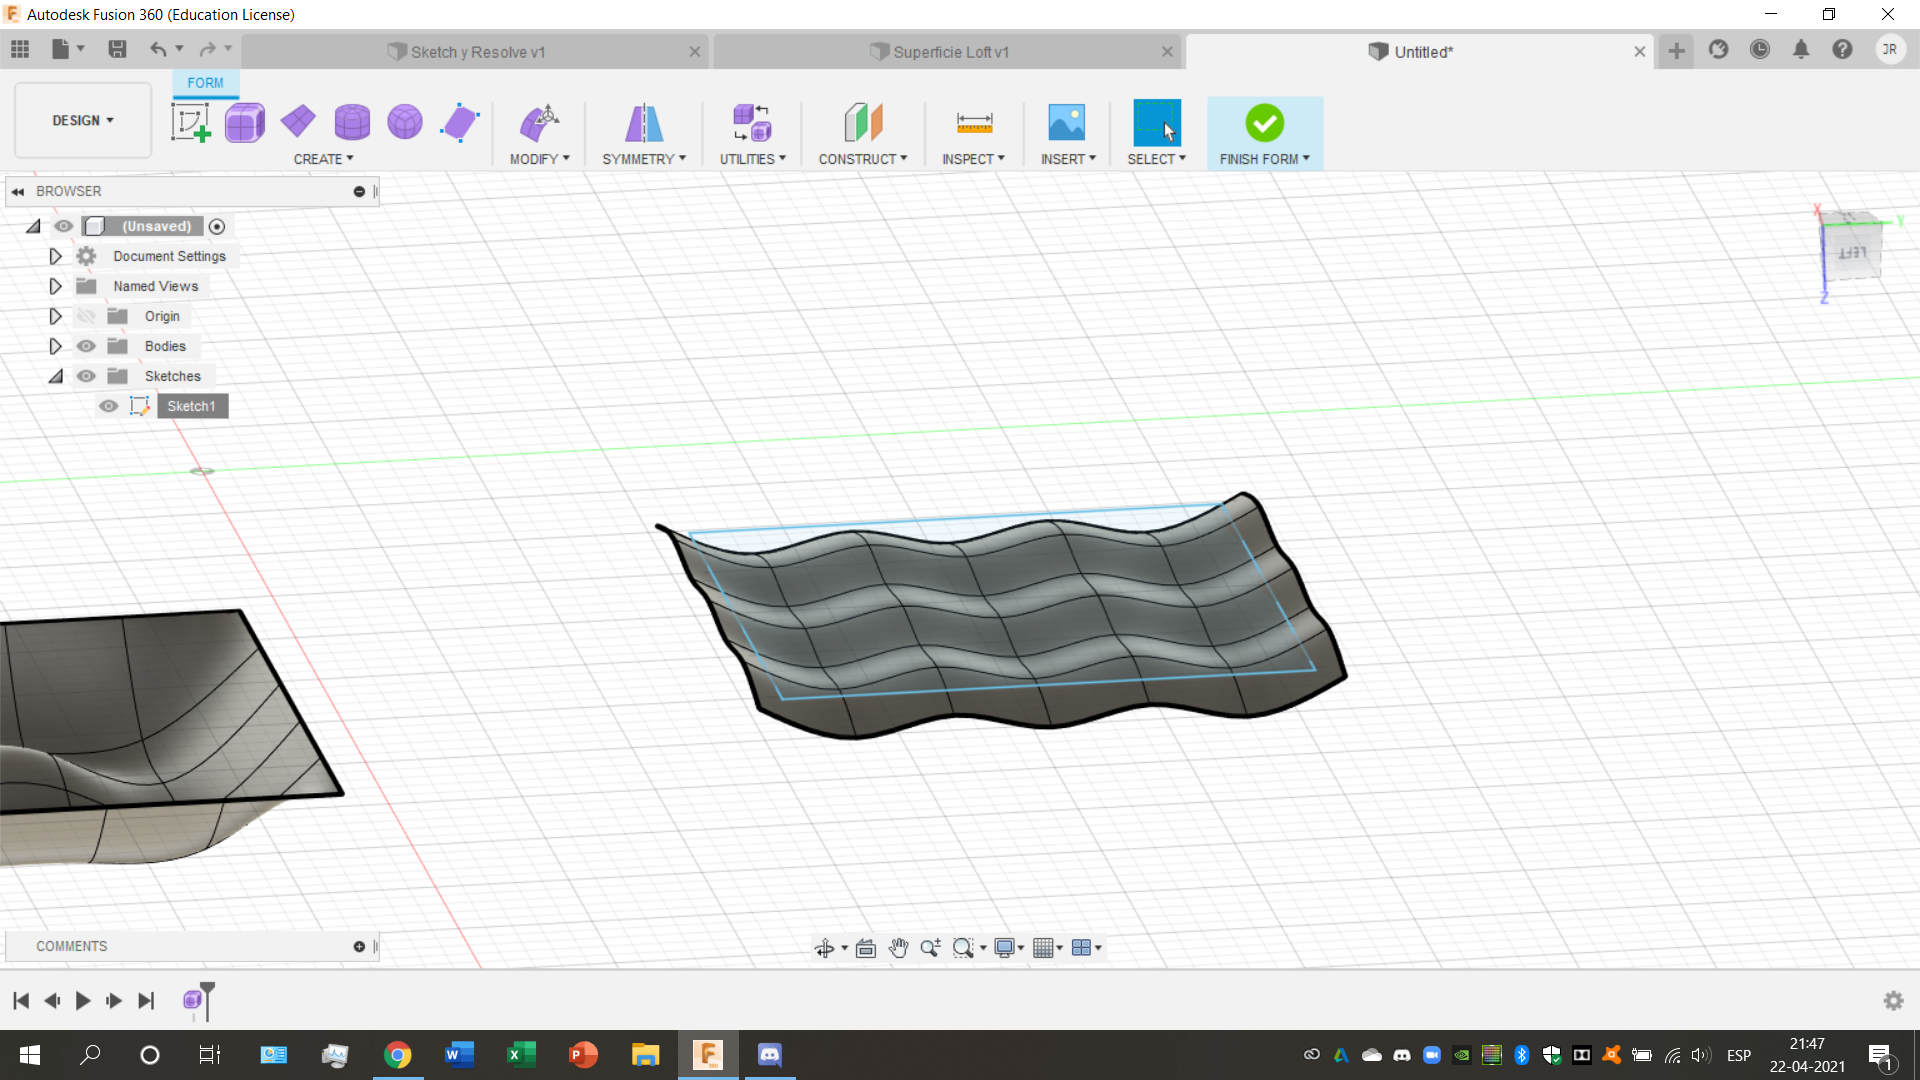 Autodesk Fusion 360 (Education License)
Sketch y Resolve v1
Superficie Loft v1
Untitled*
JR
FORM
DESIGN
CREATE
MODIFY
SYMMETRY
UTILITIES
CONSTRUCT
INSPECT
INSERT
SELECT
FINISH FORM
BROWSER
(Unsaved)
Document Settings
Named Views
Origin
Bodies
Sketches
Sketch1
X
Y
LEFT
Z
COMMENTS
21:47
ESP
22-04-2021
1